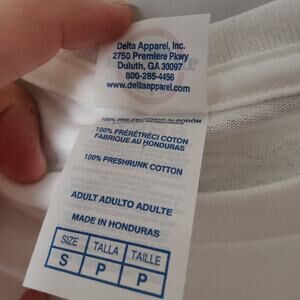 Delta Apparel, Inc.
2750 Premiere Pkwy
Duluth, GA 30097
800-285-4456
www.deltaapparel.com
100% PRÉRÉTRÉCI COTON
FABRIQUE AU HONDURAS
100% PRESHRUNK COTTON
ADULT ADULTO ADULTE
MADE IN HONDURAS
SIZE TALLA TAILLE
S P P